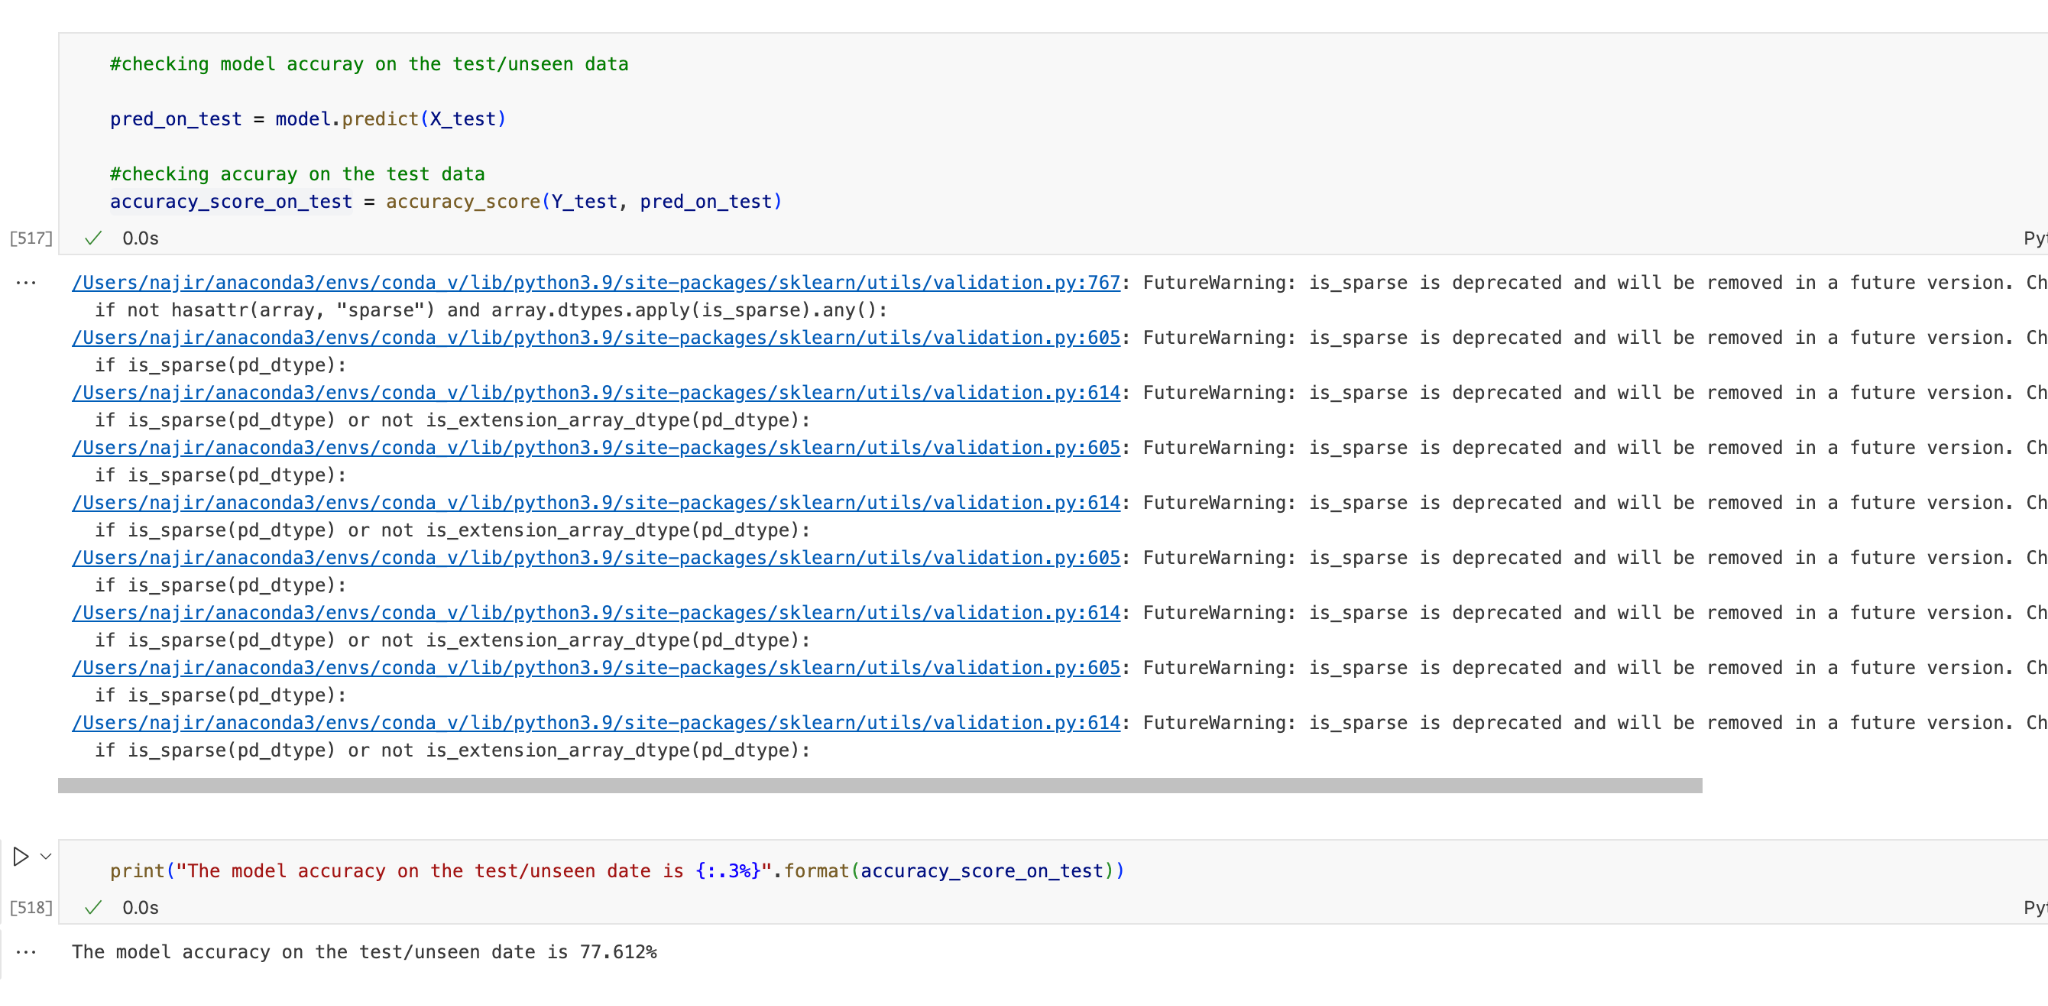 #checking model accuray on the test/unseen data
pred_on_test = model.predict(X_test)
#checking accuray on the test data
accuracy_score_on_test = accuracy_score(Y_test, pred_on_test)
[517] ✓ 0.0s Pyt
... /Users/najir/anaconda3/envs/conda_v/lib/python3.9/site-packages/sklearn/utils/validation.py:767: FutureWarning: is_sparse is deprecated and will be removed in a future version. Ch
if not hasattr(array, "sparse") and array.dtypes.apply(is_sparse).any():
/Users/najir/anaconda3/envs/conda_v/lib/python3.9/site-packages/sklearn/utils/validation.py:605: FutureWarning: is_sparse is deprecated and will be removed in a future version. Ch
if is_sparse(pd_dtype):
/Users/najir/anaconda3/envs/conda_v/lib/python3.9/site-packages/sklearn/utils/validation.py:614: FutureWarning: is_sparse is deprecated and will be removed in a future version. Ch
if is_sparse(pd_dtype) or not is_extension_array_dtype(pd_dtype):
/Users/najir/anaconda3/envs/conda_v/lib/python3.9/site-packages/sklearn/utils/validation.py:605: FutureWarning: is_sparse is deprecated and will be removed in a future version. Ch
if is_sparse(pd_dtype):
/Users/najir/anaconda3/envs/conda_v/lib/python3.9/site-packages/sklearn/utils/validation.py:614: FutureWarning: is_sparse is deprecated and will be removed in a future version. Ch
if is_sparse(pd_dtype) or not is_extension_array_dtype(pd_dtype):
/Users/najir/anaconda3/envs/conda_v/lib/python3.9/site-packages/sklearn/utils/validation.py:605: FutureWarning: is_sparse is deprecated and will be removed in a future version. Ch
if is_sparse(pd_dtype):
/Users/najir/anaconda3/envs/conda_v/lib/python3.9/site-packages/sklearn/utils/validation.py:614: FutureWarning: is_sparse is deprecated and will be removed in a future version. Ch
if is_sparse(pd_dtype) or not is_extension_array_dtype(pd_dtype):
/Users/najir/anaconda3/envs/conda_v/lib/python3.9/site-packages/sklearn/utils/validation.py:605: FutureWarning: is_sparse is deprecated and will be removed in a future version. Ch
if is_sparse(pd_dtype):
/Users/najir/anaconda3/envs/conda_v/lib/python3.9/site-packages/sklearn/utils/validation.py:614: FutureWarning: is_sparse is deprecated and will be removed in a future version. Ch
if is_sparse(pd_dtype) or not is_extension_array_dtype(pd_dtype):
print("The model accuracy on the test/unseen date is {:.3%}".format(accuracy_score_on_test))
[518] ✓ 0.0s Pyt
... The model accuracy on the test/unseen date is 77.612%